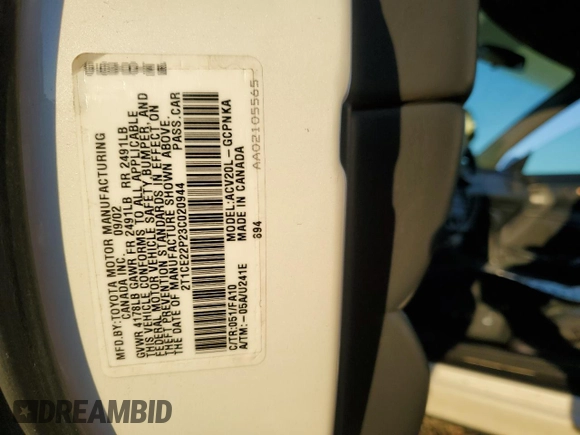 MFD.BY:TOYOTA MOTOR MANUFACTURING
CANADA INC. 09/02
GVWR 4178LB GAWR FR 2491LB RR 2491LB
THIS VEHICLE CONFORMS TO ALL APPLICABLE
FEDERAL MOTOR VEHICLE SAFETY, BUMPER, AND
THEFT PREVENTION STANDARDS IN EFFECT ON
THE DATE OF MANUFACTURE SHOWN ABOVE.
2T1CE22P23C020944 PASS.CAR
C/TR:051/FA10 MODEL:ACV20L-GCPNKA
A/TM:-05A/U241E MADE IN CANADA
894
AA02105565
DREAMBID